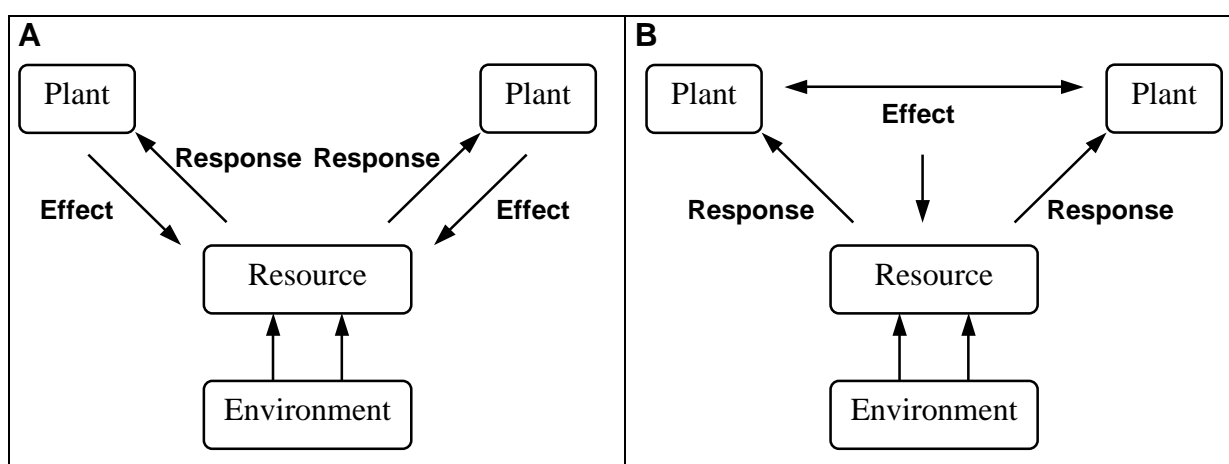 A
Plant
Plant
Response Response
Effect
Effect
Resource
Environment
B
Plant
Plant
Effect
Response
Response
Resource
Environment